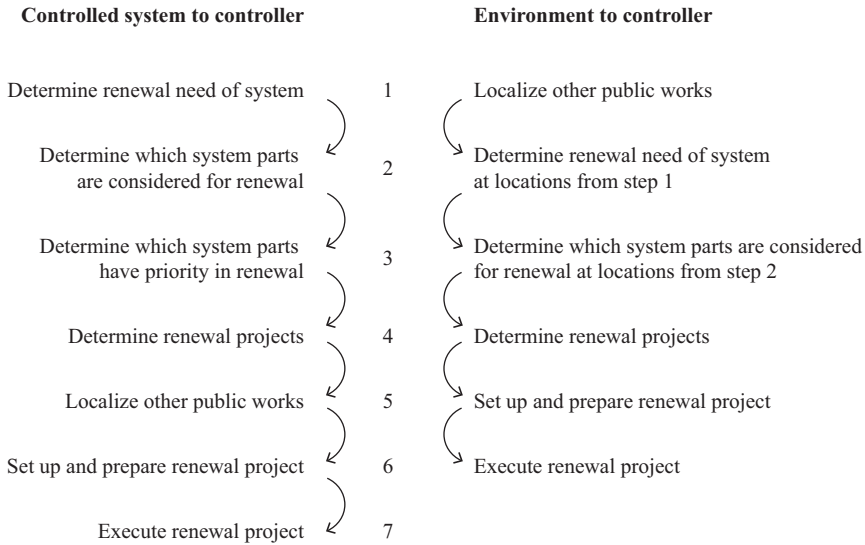 Controlled system to controller
Environment to controller
Determine renewal need of system
1
Localize other public works
Determine which system parts
are considered for renewal
2
Determine renewal need of system
at locations from step 1
Determine which system parts
have priority in renewal
3
Determine which system parts are considered
for renewal at locations from step 2
Determine renewal projects
4
Determine renewal projects
Localize other public works
5
Set up and prepare renewal project
Set up and prepare renewal project
6
Execute renewal project
Execute renewal project
7